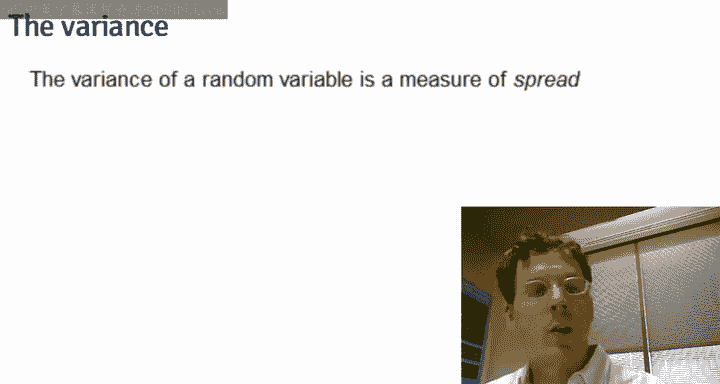 The variance
The variance of a random variable is a measure of spread